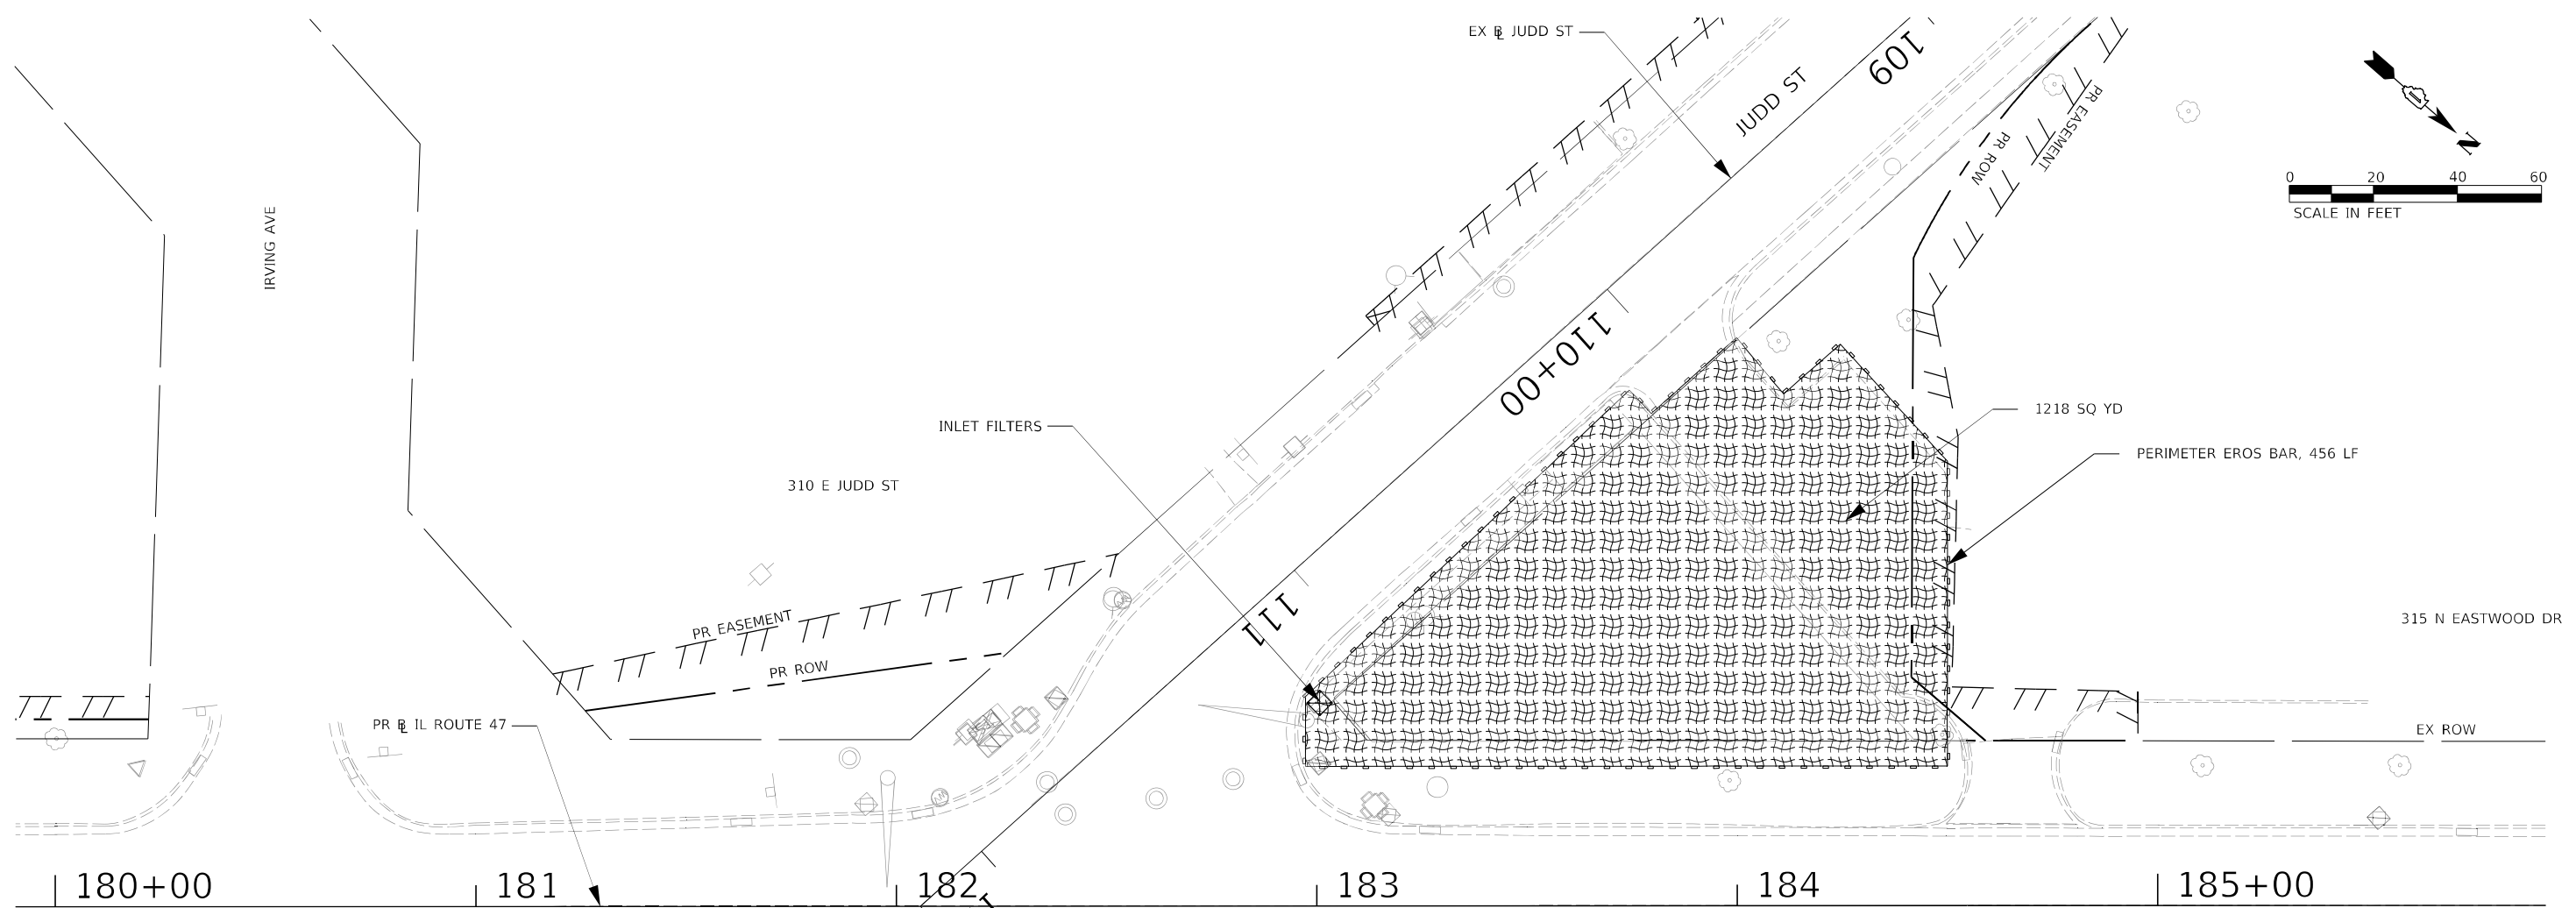 EX BL JUDD ST
109
JUDD ST
PR EASEMENT
PR ROW
N
0 20 40 60
SCALE IN FEET
IRVING AVE
110+00
1218 SQ YD
INLET FILTERS
PERIMETER EROS BAR, 456 LF
310 E JUDD ST
111
315 N EASTWOOD DR
PR EASEMENT
PR ROW
PR BL IL ROUTE 47
EX ROW
180+00 181 182 183 184 185+00